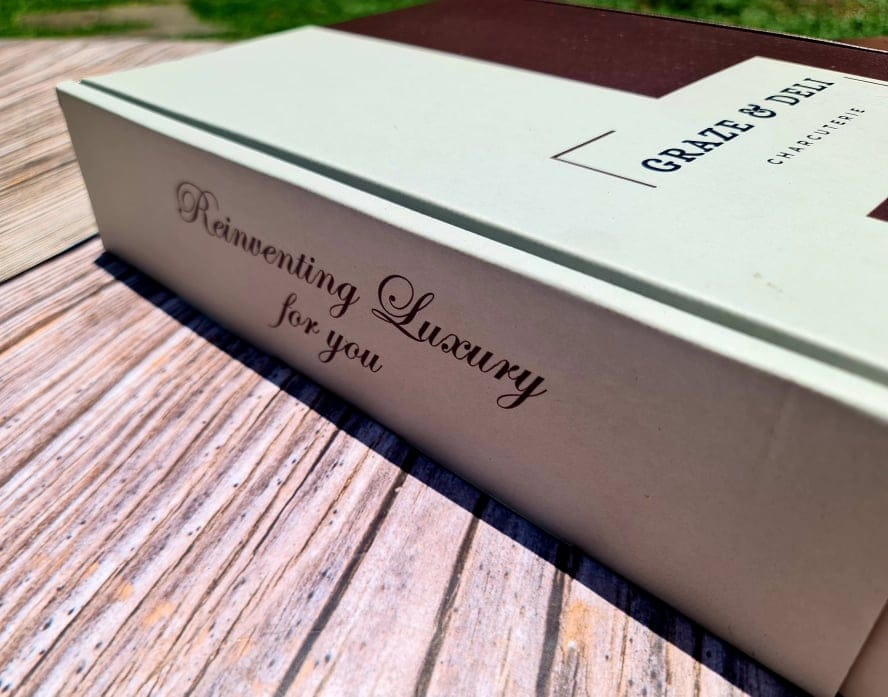 GRAZE & DELI
CHARCUTERIE
Reinventing Luxury
for you